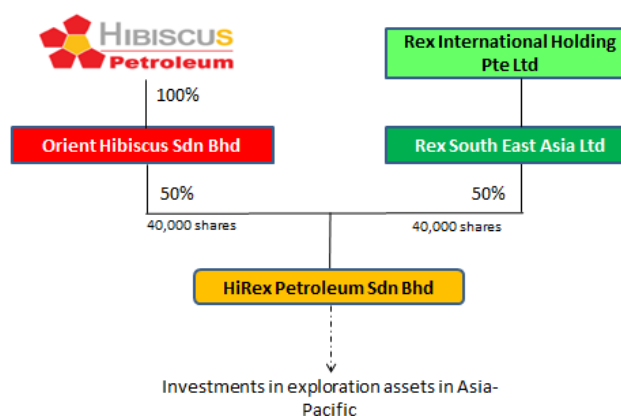 HIBISCUS
Petroleum
Rex International Holding
Pte Ltd
100%
Orient Hibiscus Sdn Bhd
Rex South East Asia Ltd
50%
50%
40,000 shares
40,000 shares
HiRex Petroleum Sdn Bhd
Investments in exploration assets in Asia-
Pacific